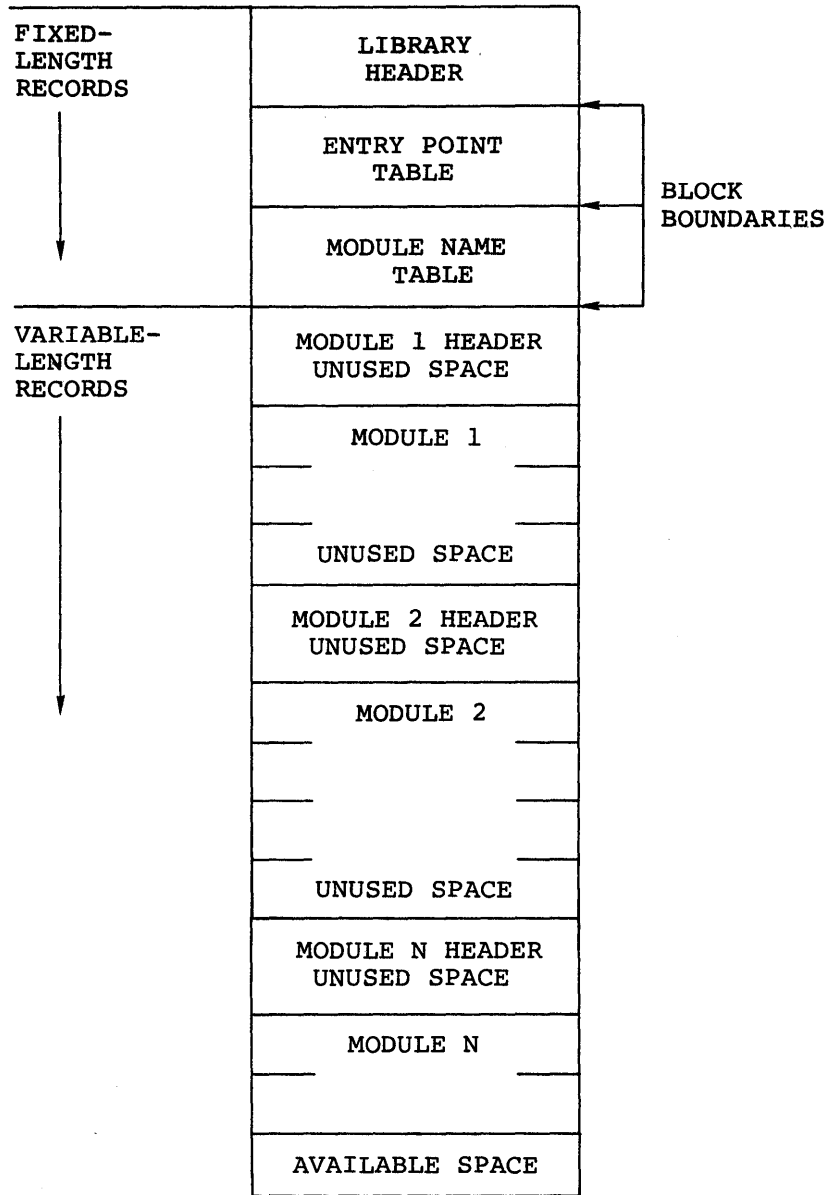 FIXED-
LENGTH
RECORDS
LIBRARY
HEADER
ENTRY POINT
TABLE
BLOCK
BOUNDARIES
MODULE NAME
TABLE
VARIABLE-
LENGTH
RECORDS
MODULE 1 HEADER
UNUSED SPACE
MODULE 1
UNUSED SPACE
MODULE 2 HEADER
UNUSED SPACE
MODULE 2
UNUSED SPACE
MODULE N HEADER
UNUSED SPACE
MODULE N
AVAILABLE SPACE